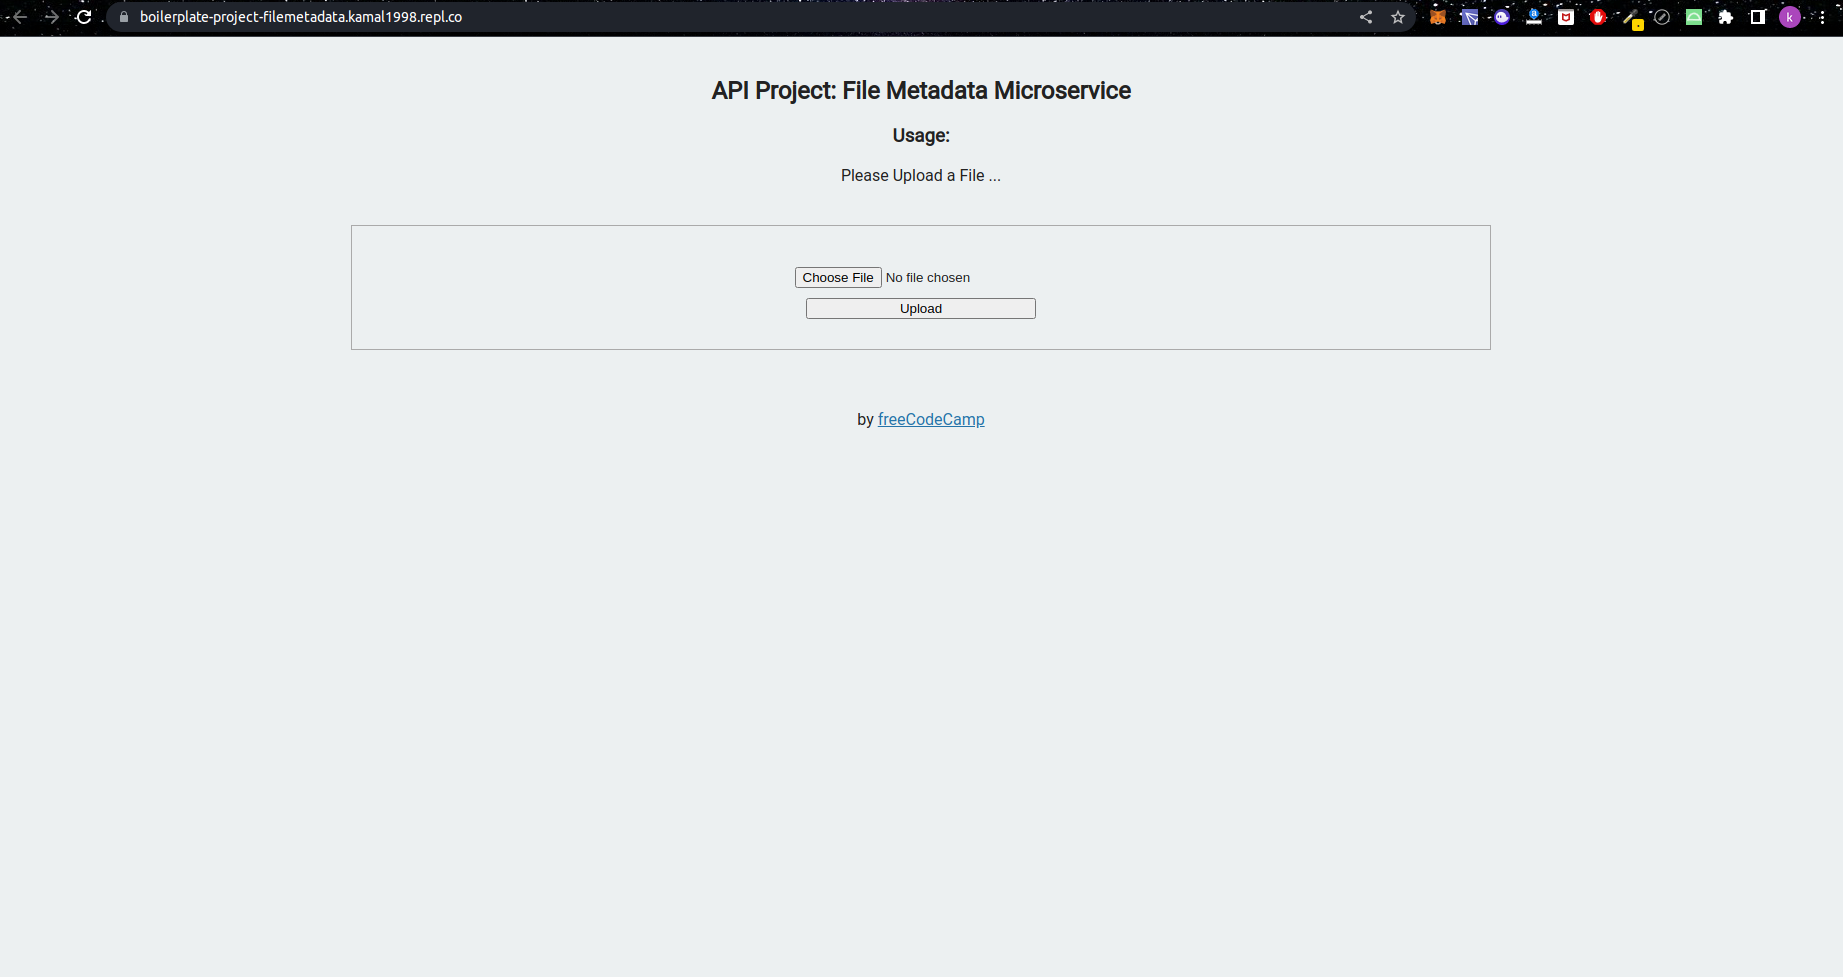 boilerplate-project-filemetadata.kamal1998.repl.co
k
API Project: File Metadata Microservice
Usage:
Please Upload a File ...
Choose File No file chosen
Upload
by freeCodeCamp